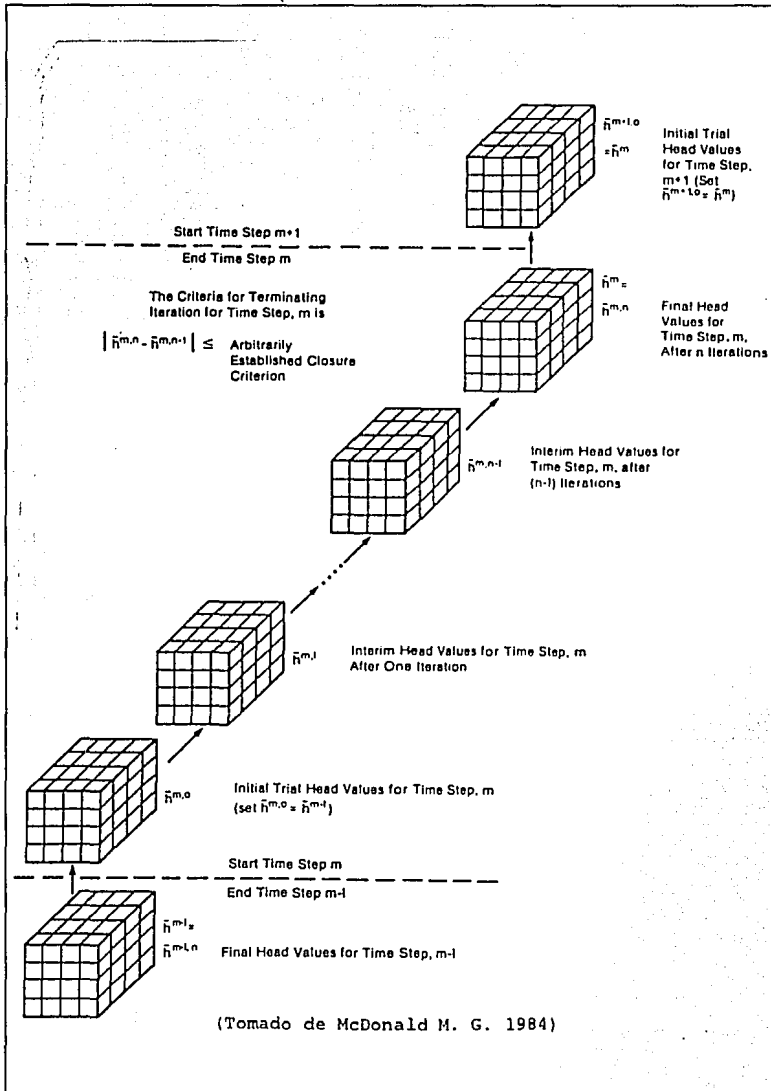 h̄ᵐ⁺¹·⁰
= h̄ᵐ
Initial Trial
Head Values
for Time Step,
m+1 (Set
h̄ᵐ⁺¹·⁰ = h̄ᵐ)
Start Time Step m+1
End Time Step m
The Criteria for Terminating
Iteration for Time Step, m is
| h̄ᵐ·ⁿ - h̄ᵐ·ⁿ⁻¹ | ≤ Arbitrarily
Established Closure
Criterion
h̄ᵐ =
h̄ᵐ·ⁿ
Final Head
Values for
Time Step, m,
After n Iterations
h̄ᵐ·ⁿ⁻¹
Interim Head Values for
Time Step, m, after
(n-1) Iterations
h̄ᵐ·¹
Interim Head Values for Time Step, m
After One Iteration
h̄ᵐ·⁰
Initial Trial Head Values for Time Step, m
(set h̄ᵐ·⁰ = h̄ᵐ⁻¹)
Start Time Step m
End Time Step m-1
h̄ᵐ⁻¹ =
h̄ᵐ⁻¹·ⁿ Final Head Values for Time Step, m-1
(Tomado de McDonald M. G. 1984)